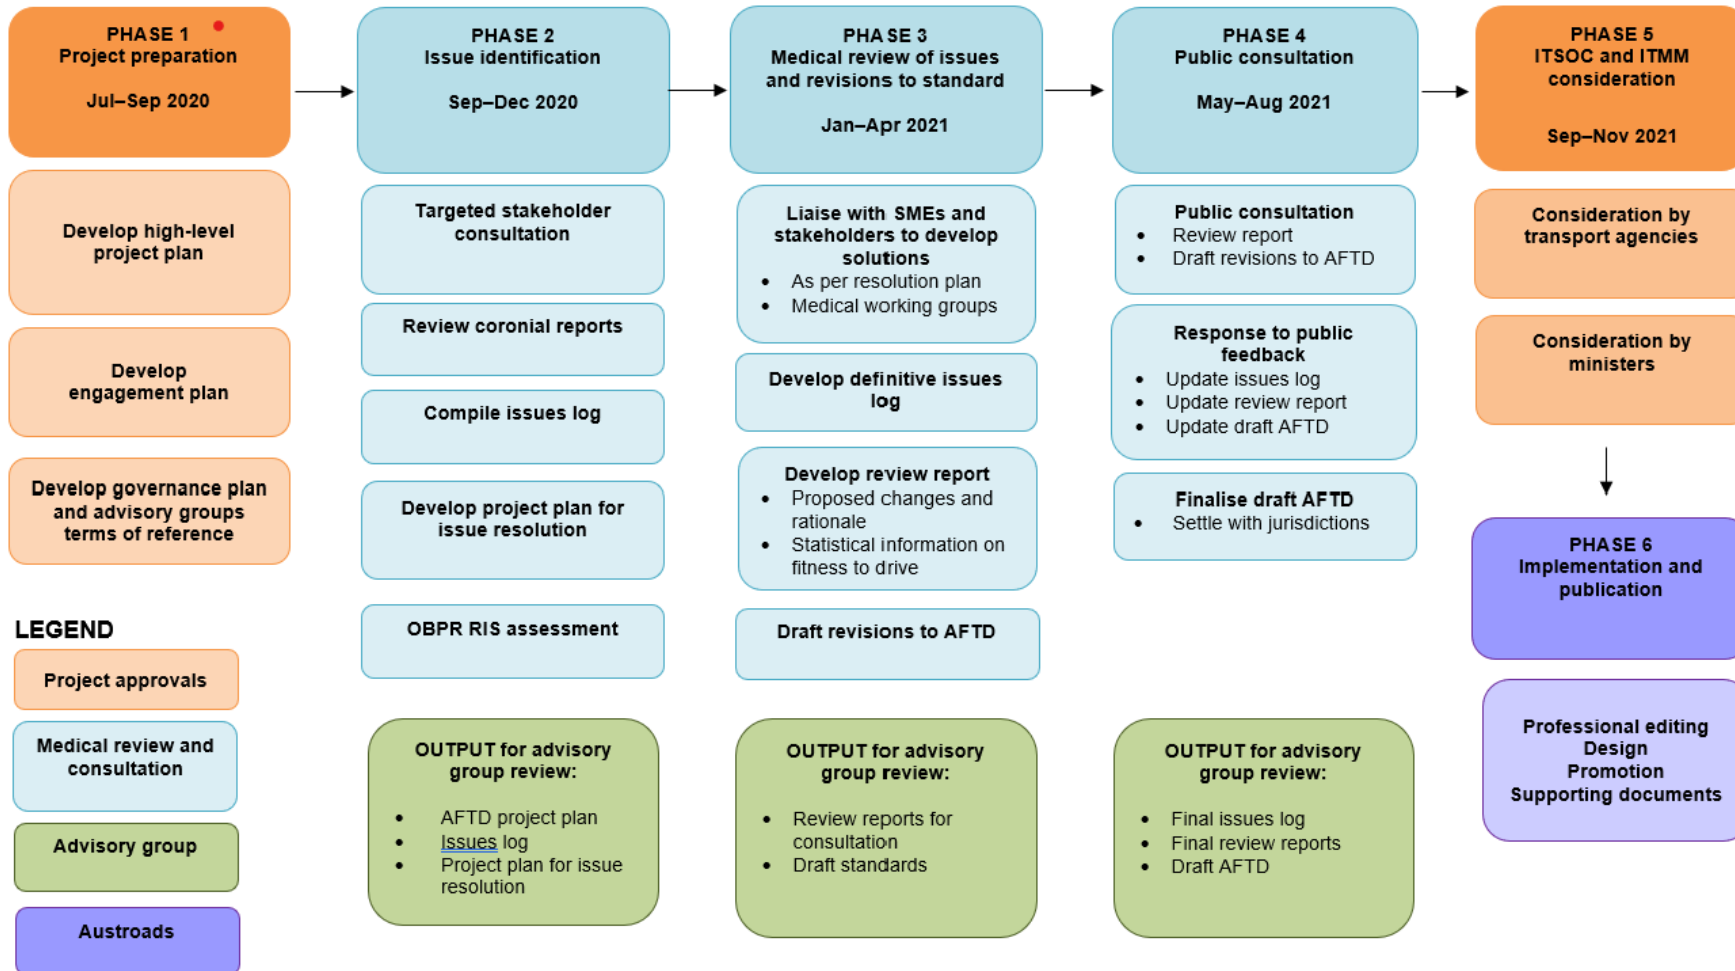 PHASE 1
Project preparation
Jul–Sep 2020
PHASE 2
Issue identification
Sep–Dec 2020
PHASE 3
Medical review of issues
and revisions to standard
Jan–Apr 2021
PHASE 4
Public consultation
May–Aug 2021
PHASE 5
ITSOC and ITMM
consideration
Sep–Nov 2021
Develop high-level
project plan
Develop
engagement plan
Develop governance plan
and advisory groups
terms of reference
Targeted stakeholder
consultation
Review coronial reports
Compile issues log
Develop project plan for
issue resolution
OBPR RIS assessment
OUTPUT for advisory
group review:
• AFTD project plan
• Issues log
• Project plan for issue
resolution
Liaise with SMEs and
stakeholders to develop
solutions
• As per resolution plan
• Medical working groups
Develop definitive issues
log
Develop review report
• Proposed changes and
rationale
• Statistical information on
fitness to drive
Draft revisions to AFTD
OUTPUT for advisory
group review:
• Review reports for
consultation
• Draft standards
Public consultation
• Review report
• Draft revisions to AFTD
Response to public
feedback
• Update issues log
• Update review report
• Update draft AFTD
Finalise draft AFTD
• Settle with jurisdictions
OUTPUT for advisory
group review:
• Final issues log
• Final review reports
• Draft AFTD
Consideration by
transport agencies
Consideration by
ministers
PHASE 6
Implementation and
publication
Professional editing
Design
Promotion
Supporting documents
LEGEND
Project approvals
Medical review and
consultation
Advisory group
Austroads